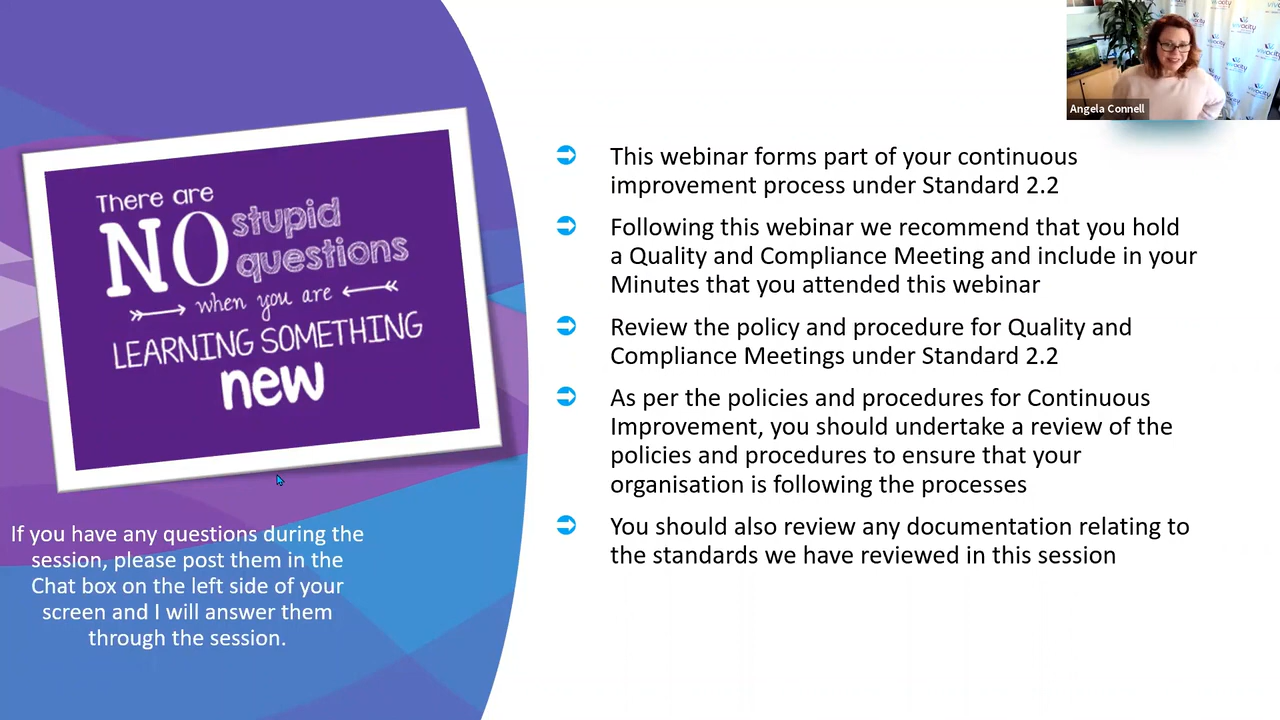 There are
NO stupid
questions
when you are
LEARNING SOMETHING
new
If you have any questions during the
session, please post them in the
Chat box on the left side of your
screen and I will answer them
through the session.
This webinar forms part of your continuous
improvement process under Standard 2.2
Following this webinar we recommend that you hold
a Quality and Compliance Meeting and include in your
Minutes that you attended this webinar
Review the policy and procedure for Quality and
Compliance Meetings under Standard 2.2
As per the policies and procedures for Continuous
Improvement, you should undertake a review of the
policies and procedures to ensure that your
organisation is following the processes
You should also review any documentation relating to
the standards we have reviewed in this session
Angela Connell
vivacity